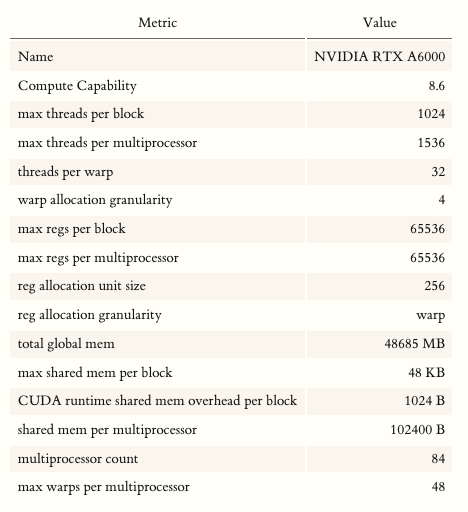 Metric Value
Name NVIDIA RTX A6000
Compute Capability 8.6
max threads per block 1024
max threads per multiprocessor 1536
threads per warp 32
warp allocation granularity 4
max regs per block 65536
max regs per multiprocessor 65536
reg allocation unit size 256
reg allocation granularity warp
total global mem 48685 MB
max shared mem per block 48 KB
CUDA runtime shared mem overhead per block 1024 B
shared mem per multiprocessor 102400 B
multiprocessor count 84
max warps per multiprocessor 48